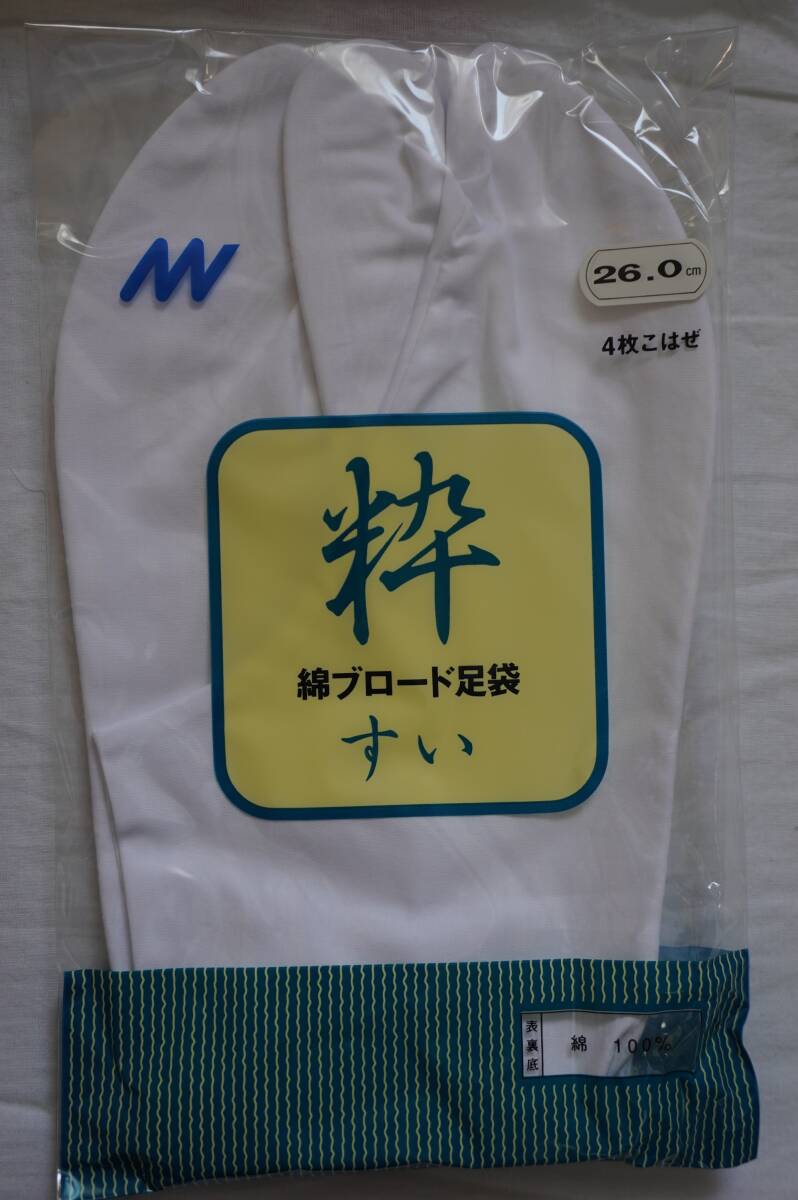 26.0cm
4枚こはぜ
粋
綿ブロード足袋
すい
表裏底
綿 100%